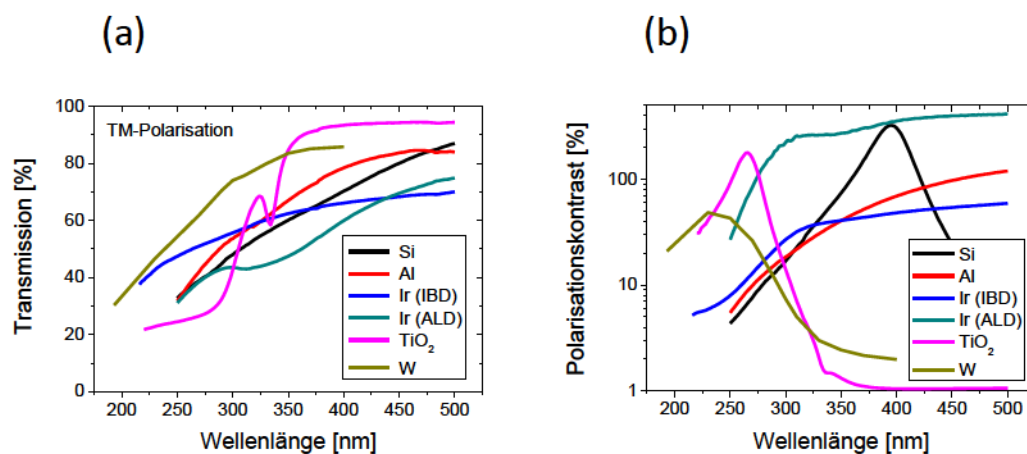 (a)
(b)
TM-Polarisation
Transmission [%]
100
80
60
40
20
0
200 250 300 350 400 450 500
Wellenlänge [nm]
Si
Al
Ir (IBD)
Ir (ALD)
TiO₂
W
Polarisationskontrast [%]
100
10
1
200 250 300 350 400 450 500
Wellenlänge [nm]
Si
Al
Ir (IBD)
Ir (ALD)
TiO₂
W